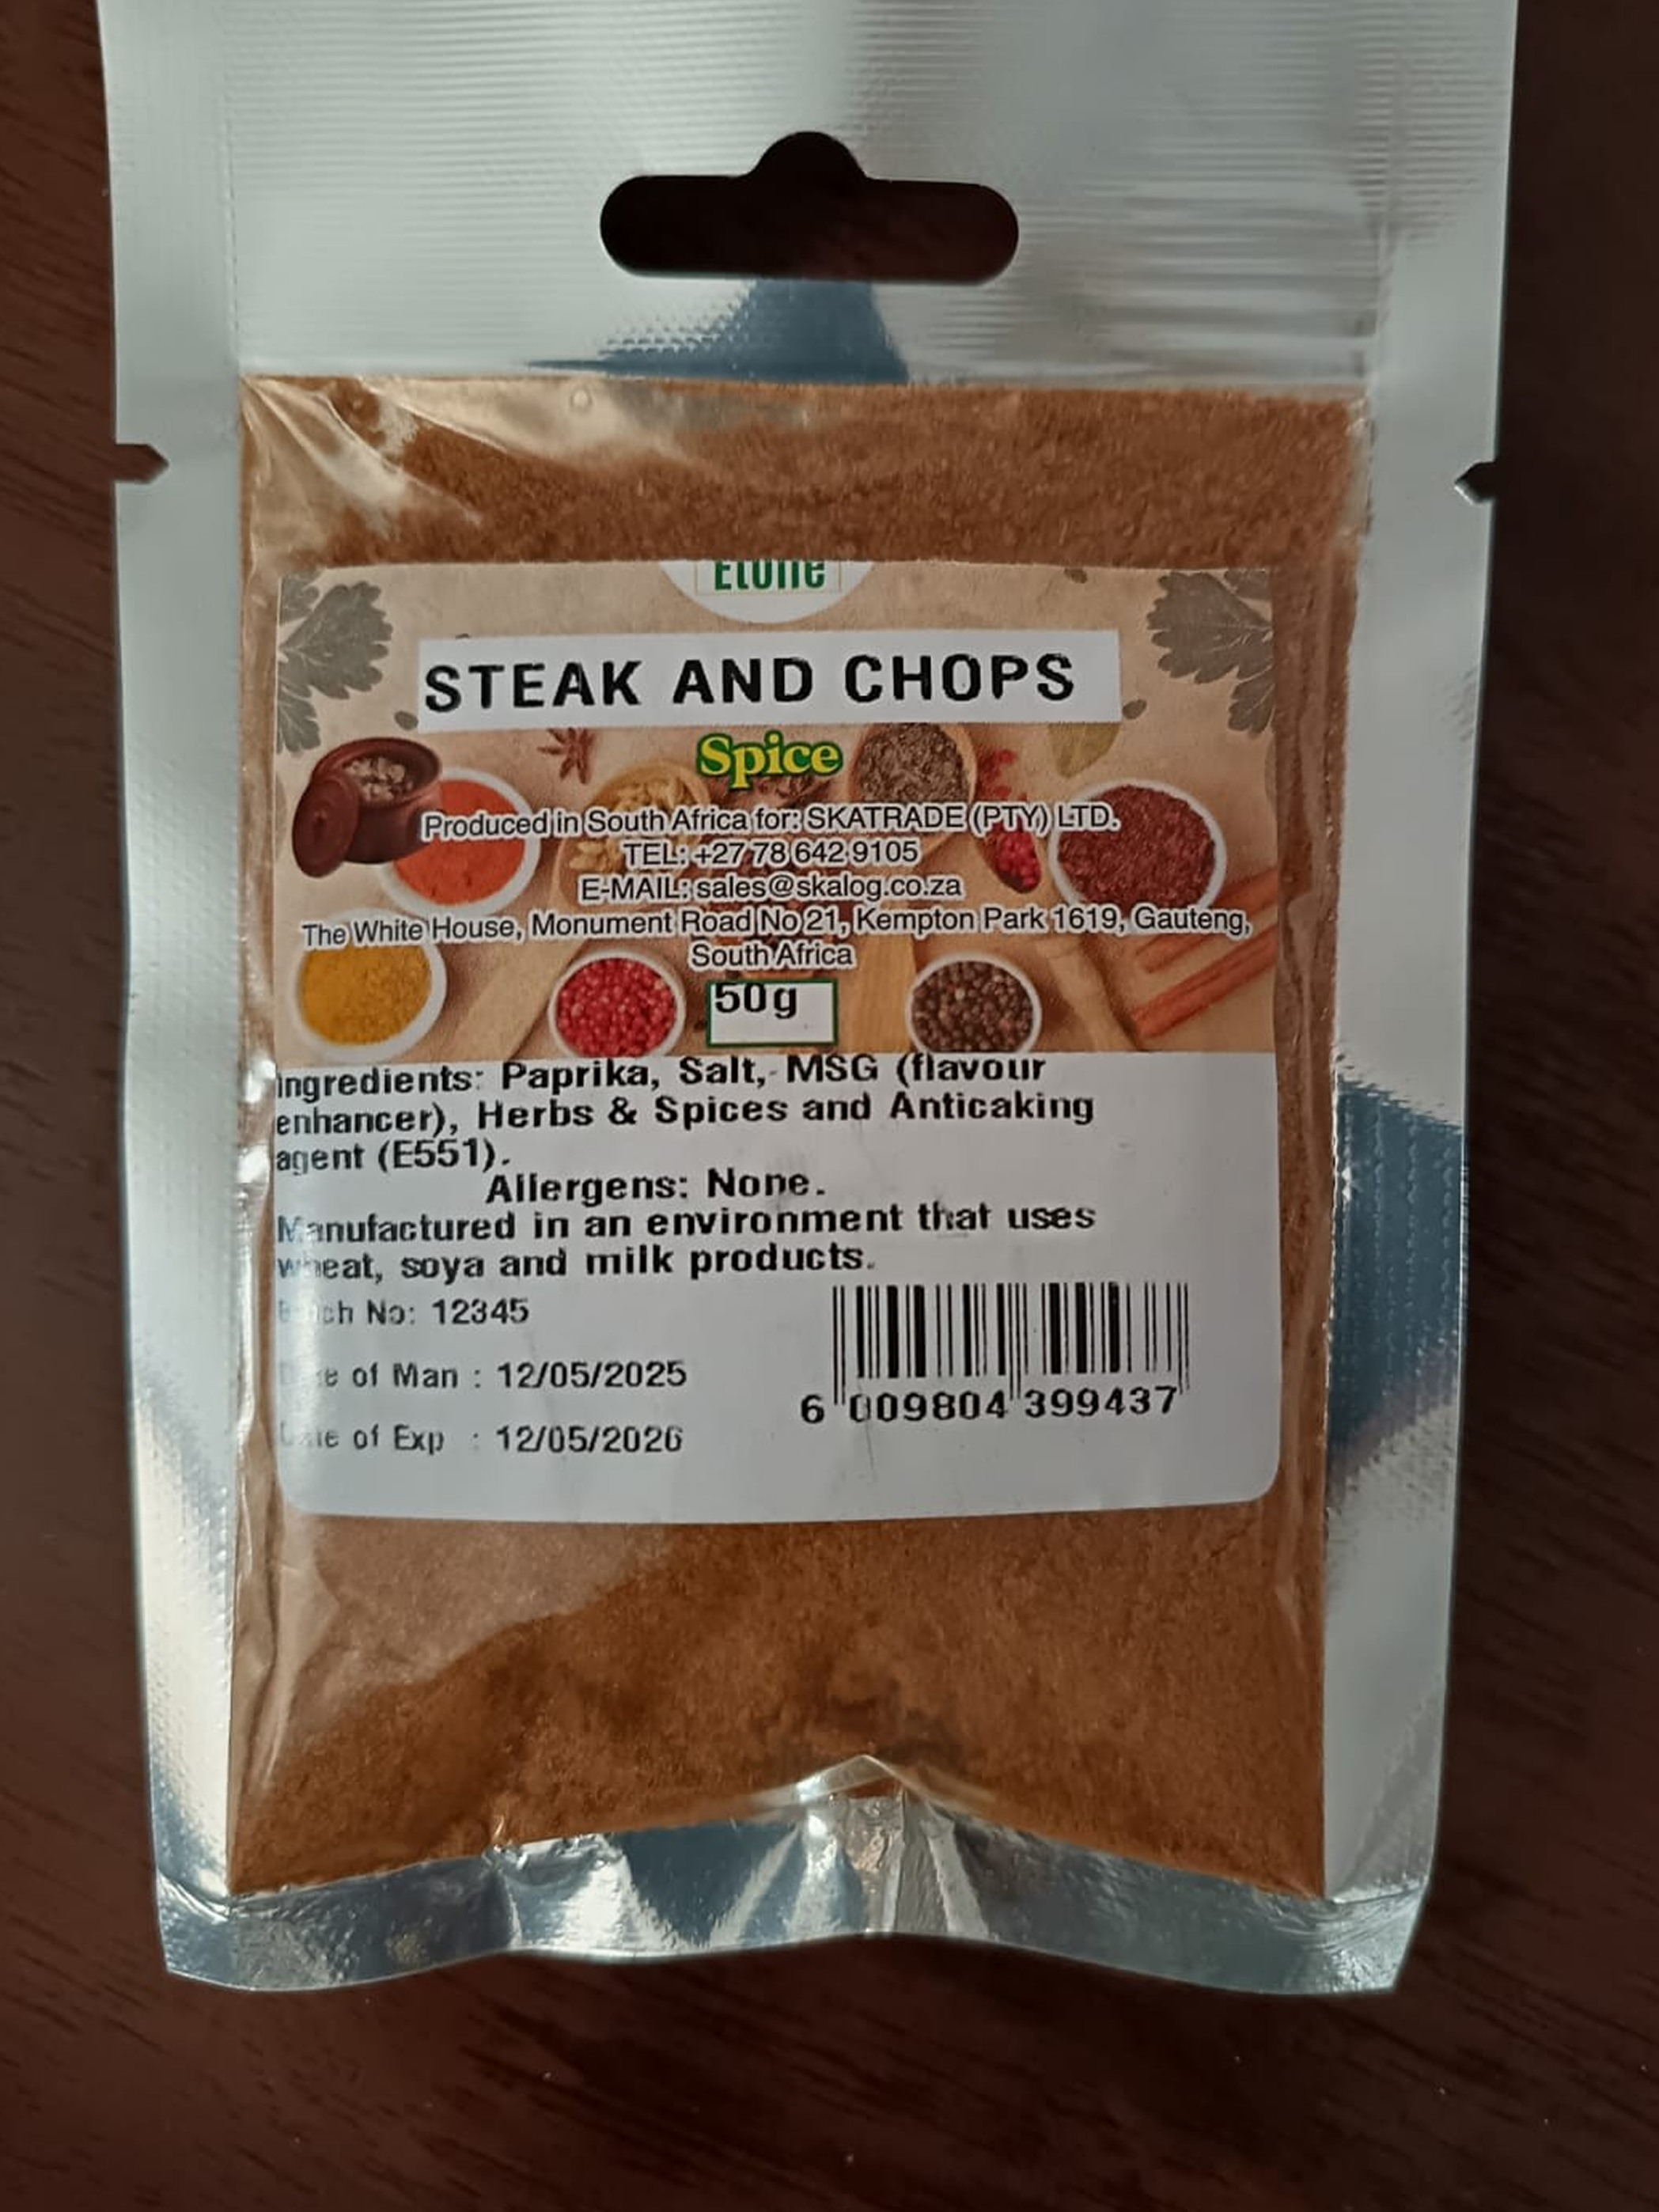 Etone
STEAK AND CHOPS
Spice
Produced in South Africa for: SKATRADE (PTY) LTD.
TEL: +27 78 642 9105
E-MAIL: sales@skalog.co.za
The White House, Monument Road No 21, Kempton Park 1619, Gauteng,
South Africa
50g
Ingredients: Paprika, Salt, MSG (flavour
enhancer), Herbs & Spices and Anticaking
agent (E551).
Allergens: None.
Manufactured in an environment that uses
wheat, soya and milk products.
Batch No: 12345
Date of Man : 12/05/2025
Date of Exp : 12/05/2026
6 009804 399437